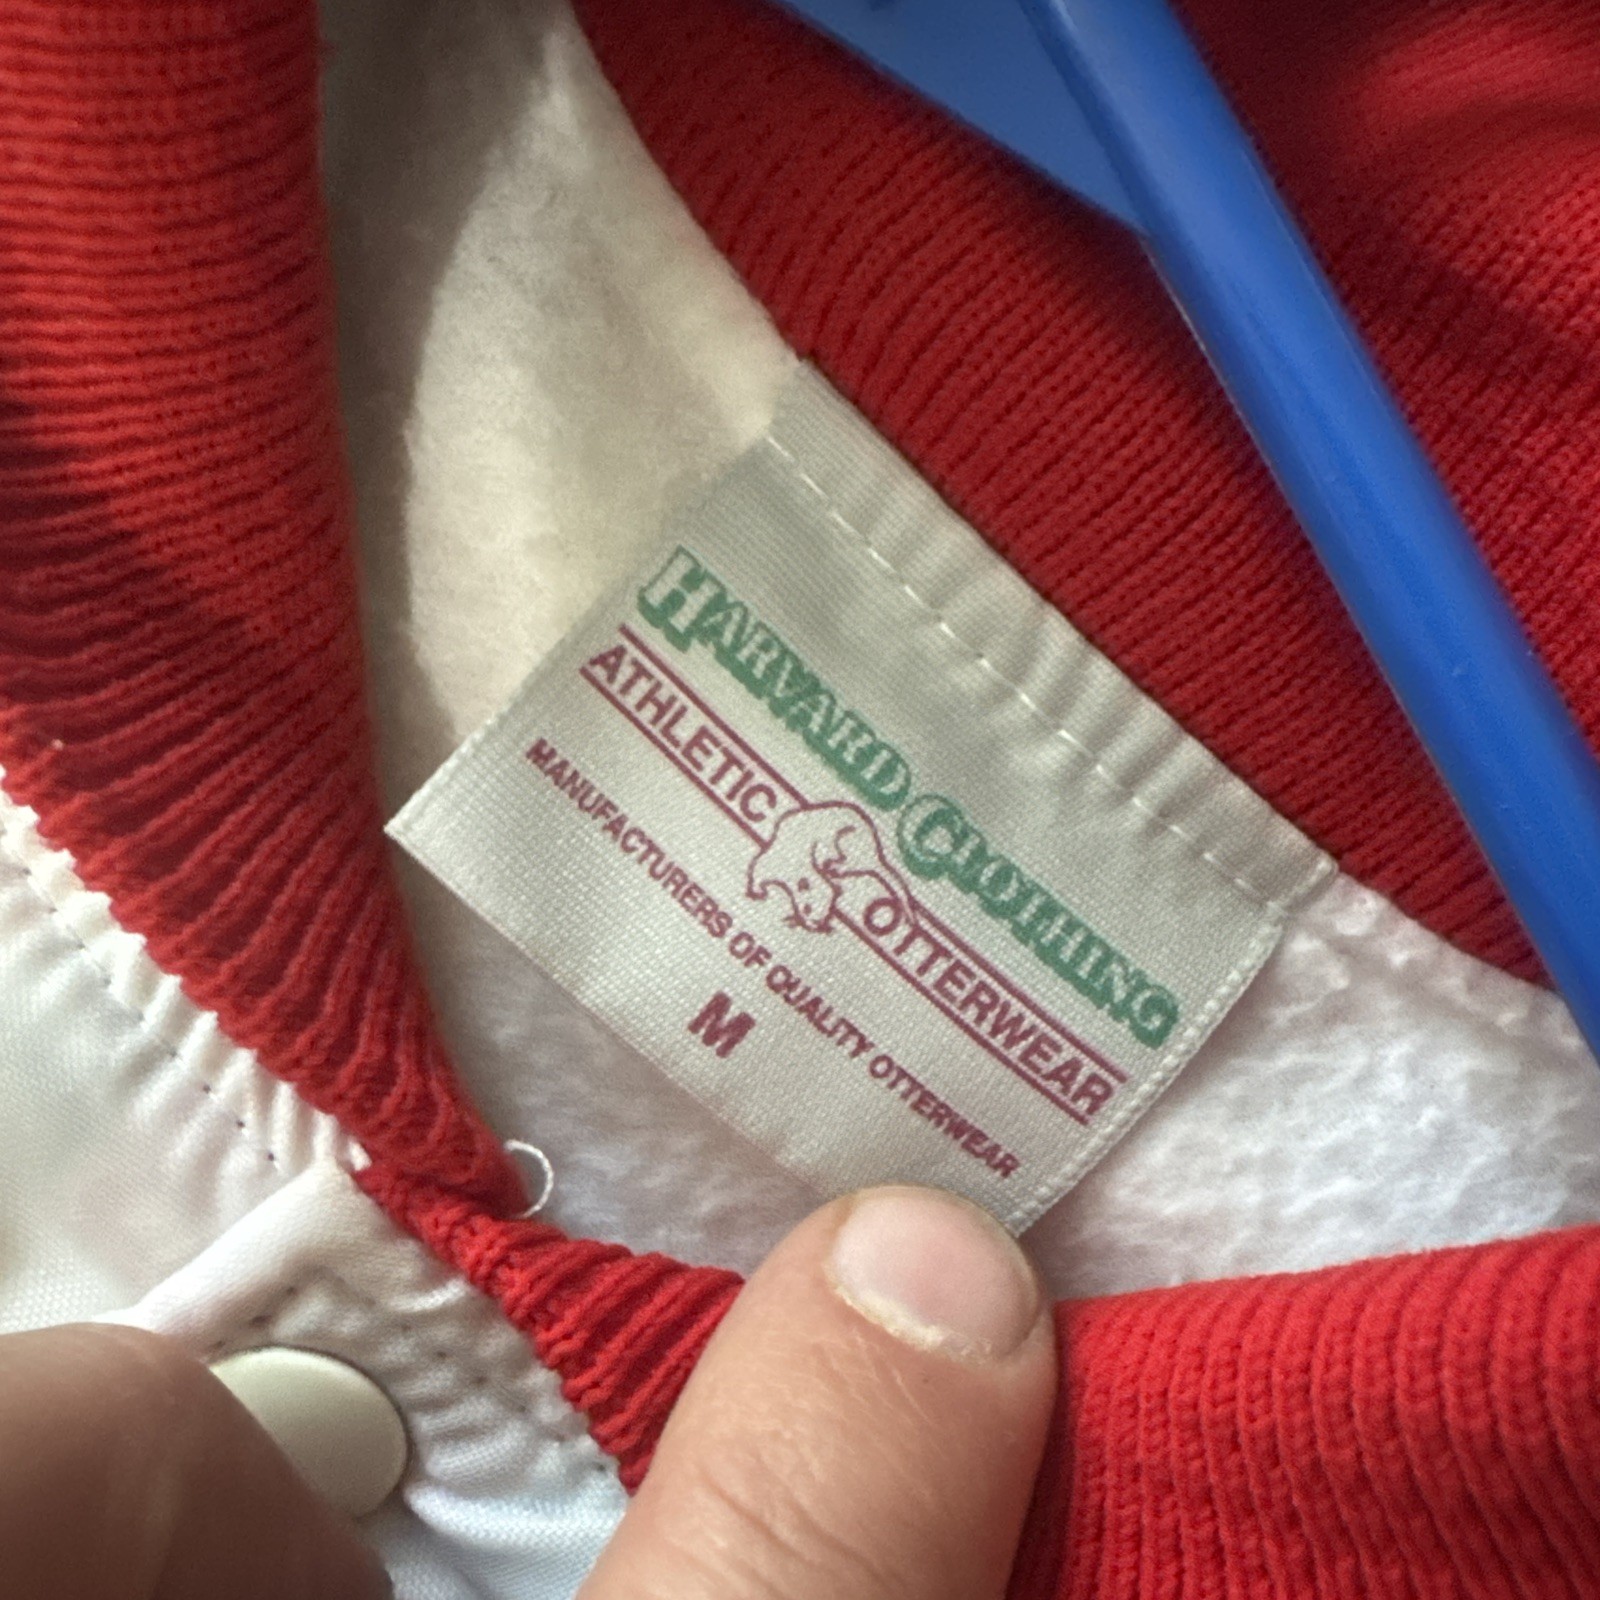 HARVARD CLOTHING
ATHLETIC OTTERWEAR
MANUFACTURERS OF QUALITY OTTERWEAR
M